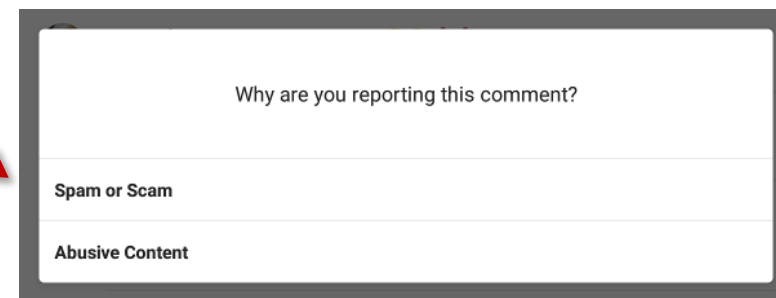 Why are you reporting this comment?
Spam or Scam
Abusive Content